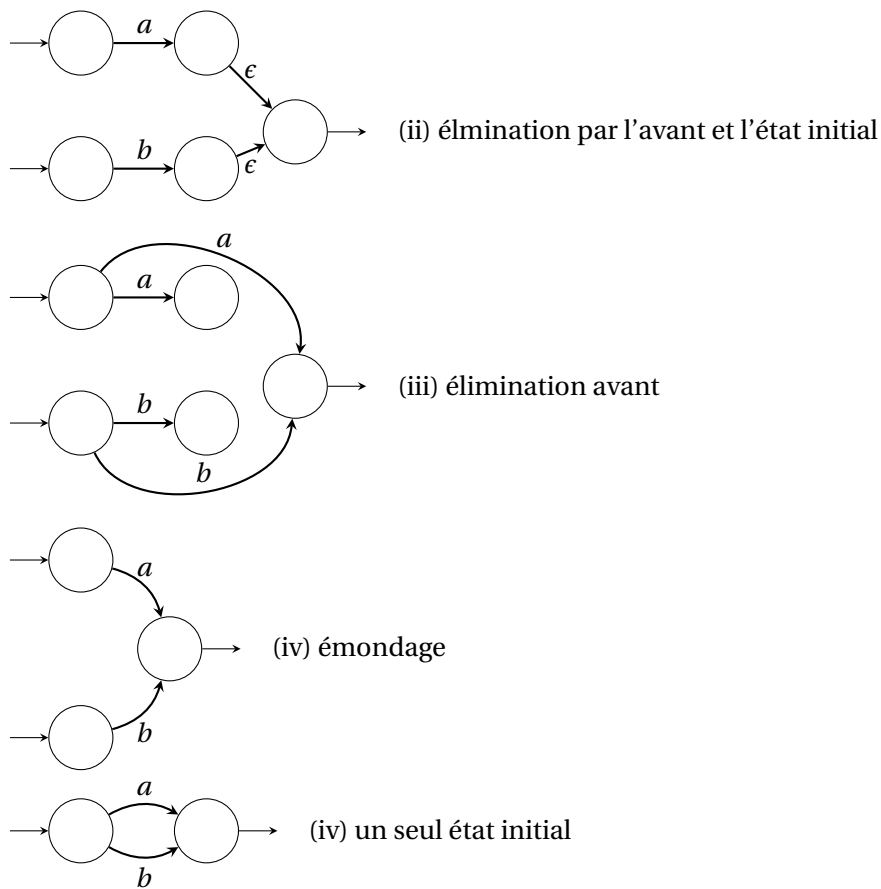 a
ϵ
(ii) élmination par l'avant et l'état initial
b
ϵ
a
a
(iii) élimination avant
b
b
a
(iv) émondage
b
a
(iv) un seul état initial
b